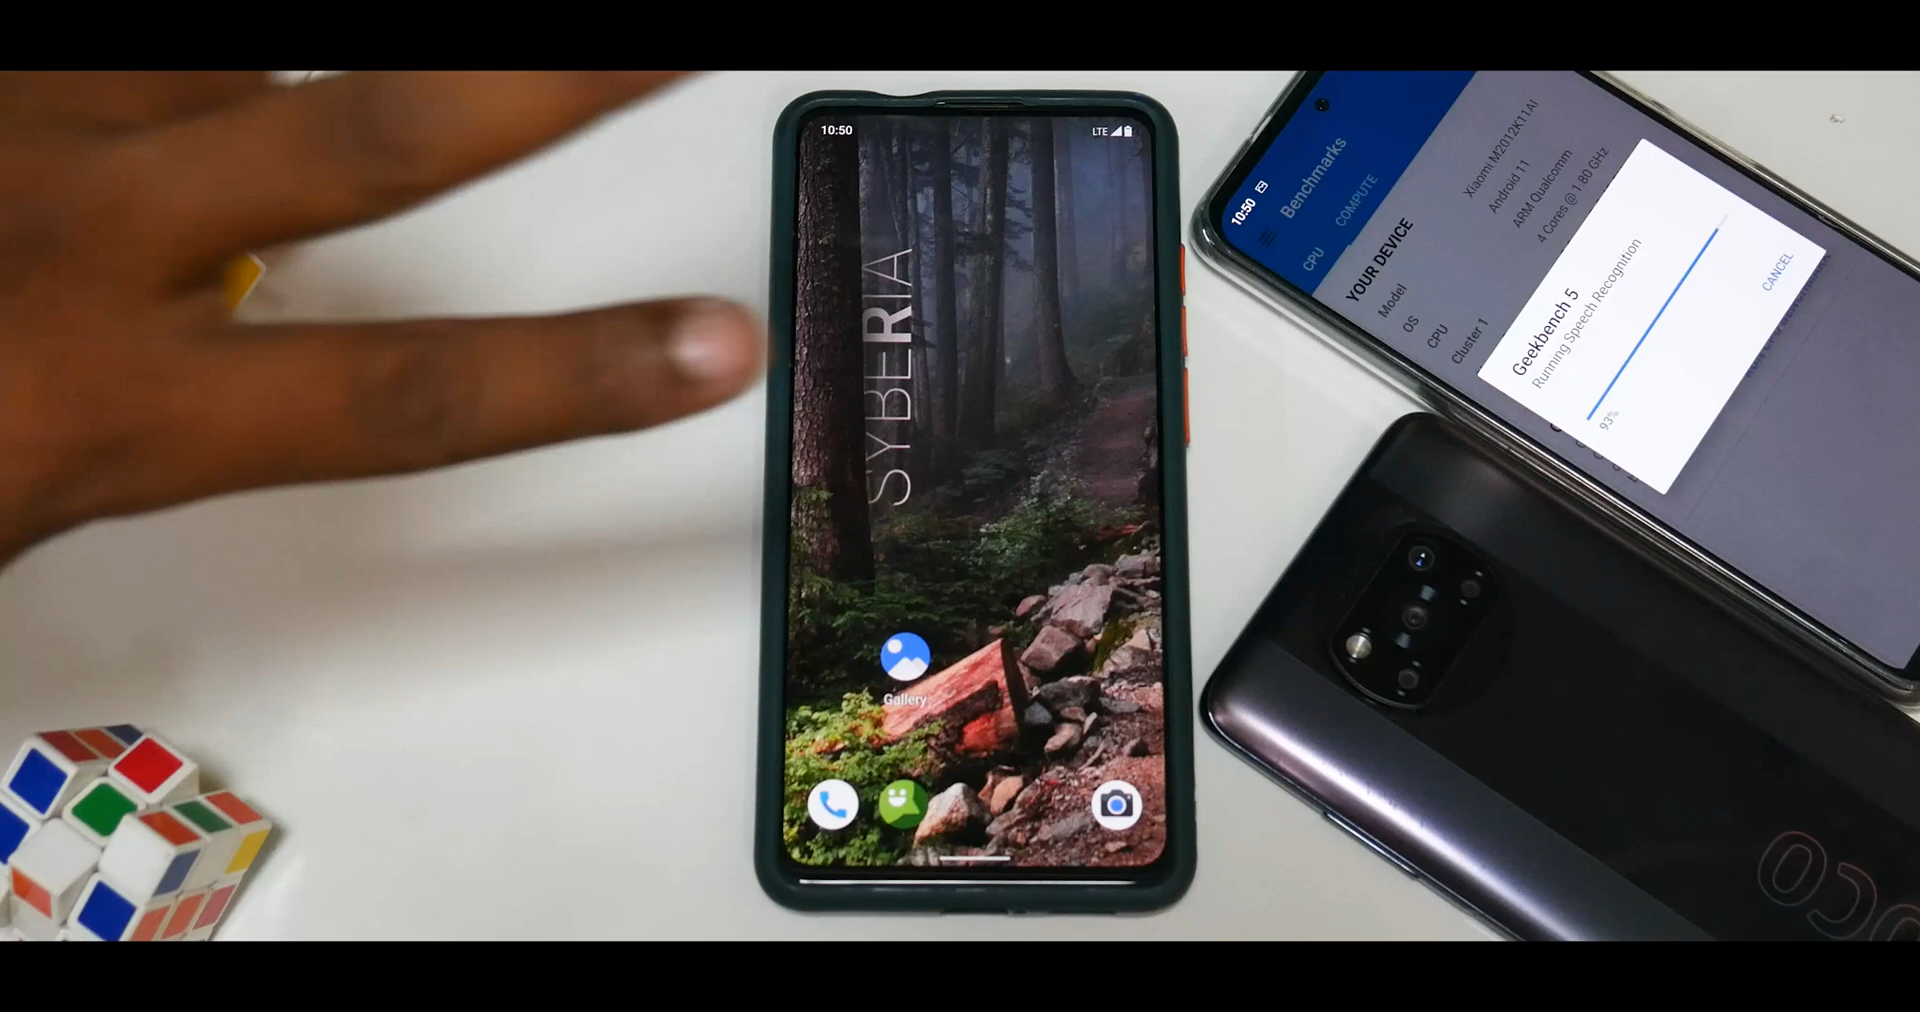 10:50
LTE
SYBERIA
Gallery
10:50
Benchmarks
CPU
COMPUTE
YOUR DEVICE
Model
Xiaomi M2012K11AI
OS
Android 11
CPU
ARM Qualcomm
Cluster 1
4 Cores @ 1.80 GHz
Geekbench 5
Running Speech Recognition
93%
CANCEL
POCO